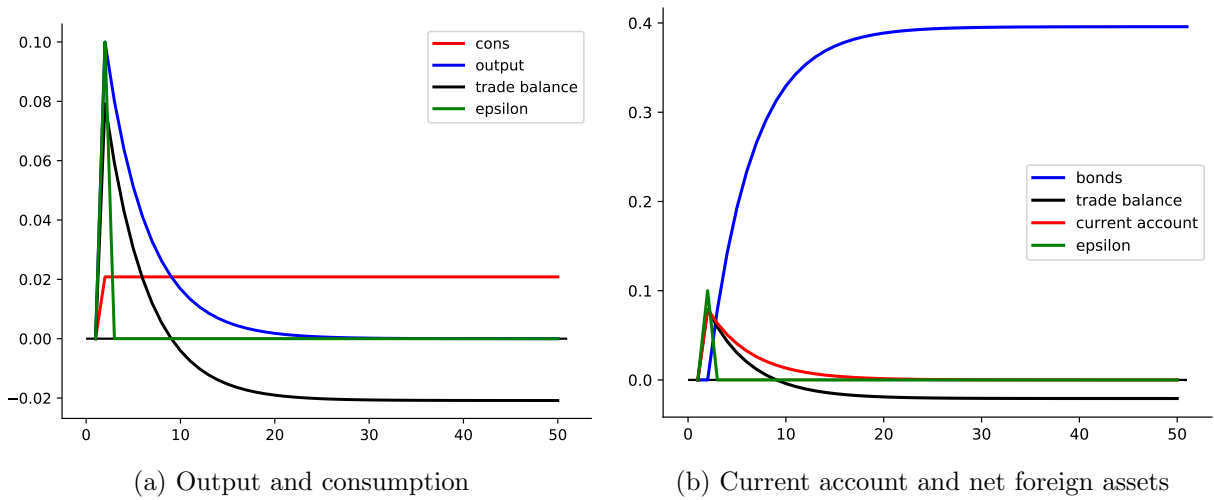 0.10
0.08
0.06
0.04
0.02
0.00
−0.02
0
10
20
30
40
50
cons
output
trade balance
epsilon
(a) Output and consumption
0.4
0.3
0.2
0.1
0.0
0
10
20
30
40
50
bonds
trade balance
current account
epsilon
(b) Current account and net foreign assets